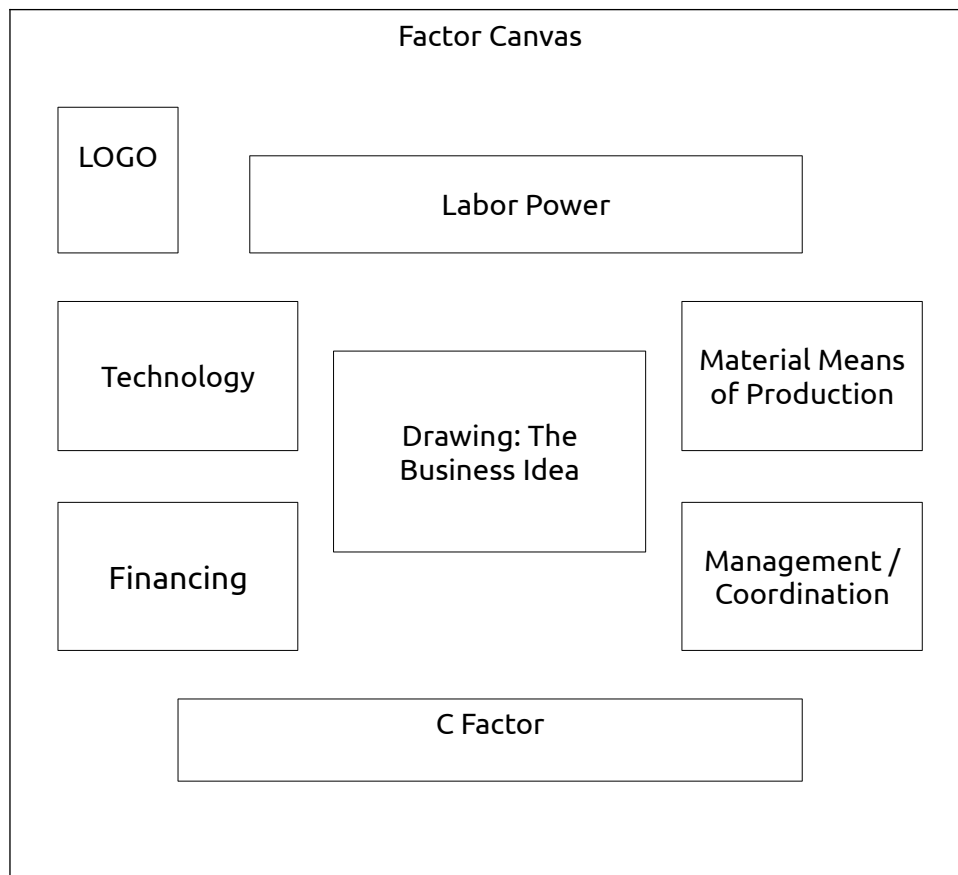 Factor Canvas
LOGO
Labor Power
Technology
Material Means
of Production
Drawing: The
Business Idea
Financing
Management /
Coordination
C Factor